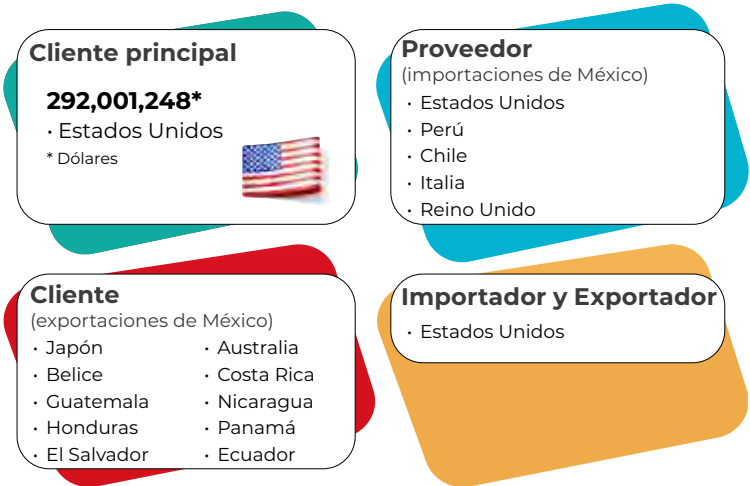 Cliente principal
292,001,248*
· Estados Unidos
* Dólares
Proveedor
(importaciones de México)
· Estados Unidos
· Perú
· Chile
· Italia
· Reino Unido
Cliente
(exportaciones de México)
· Japón
· Belice
· Guatemala
· Honduras
· El Salvador
· Australia
· Costa Rica
· Nicaragua
· Panamá
· Ecuador
Importador y Exportador
· Estados Unidos